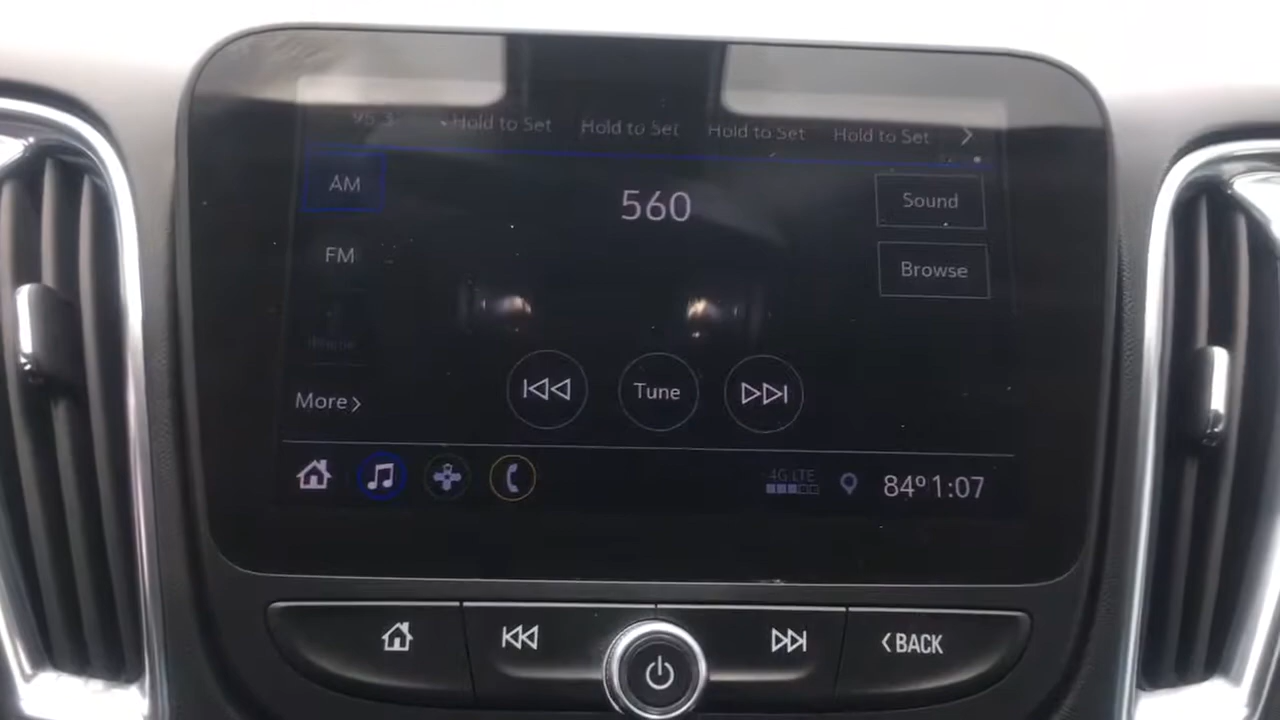 95.3 Hold to Set Hold to Set Hold to Set Hold to Set >
AM
560
Sound
FM
Browse
More >
Tune
4G LTE
84° 1:07
< BACK